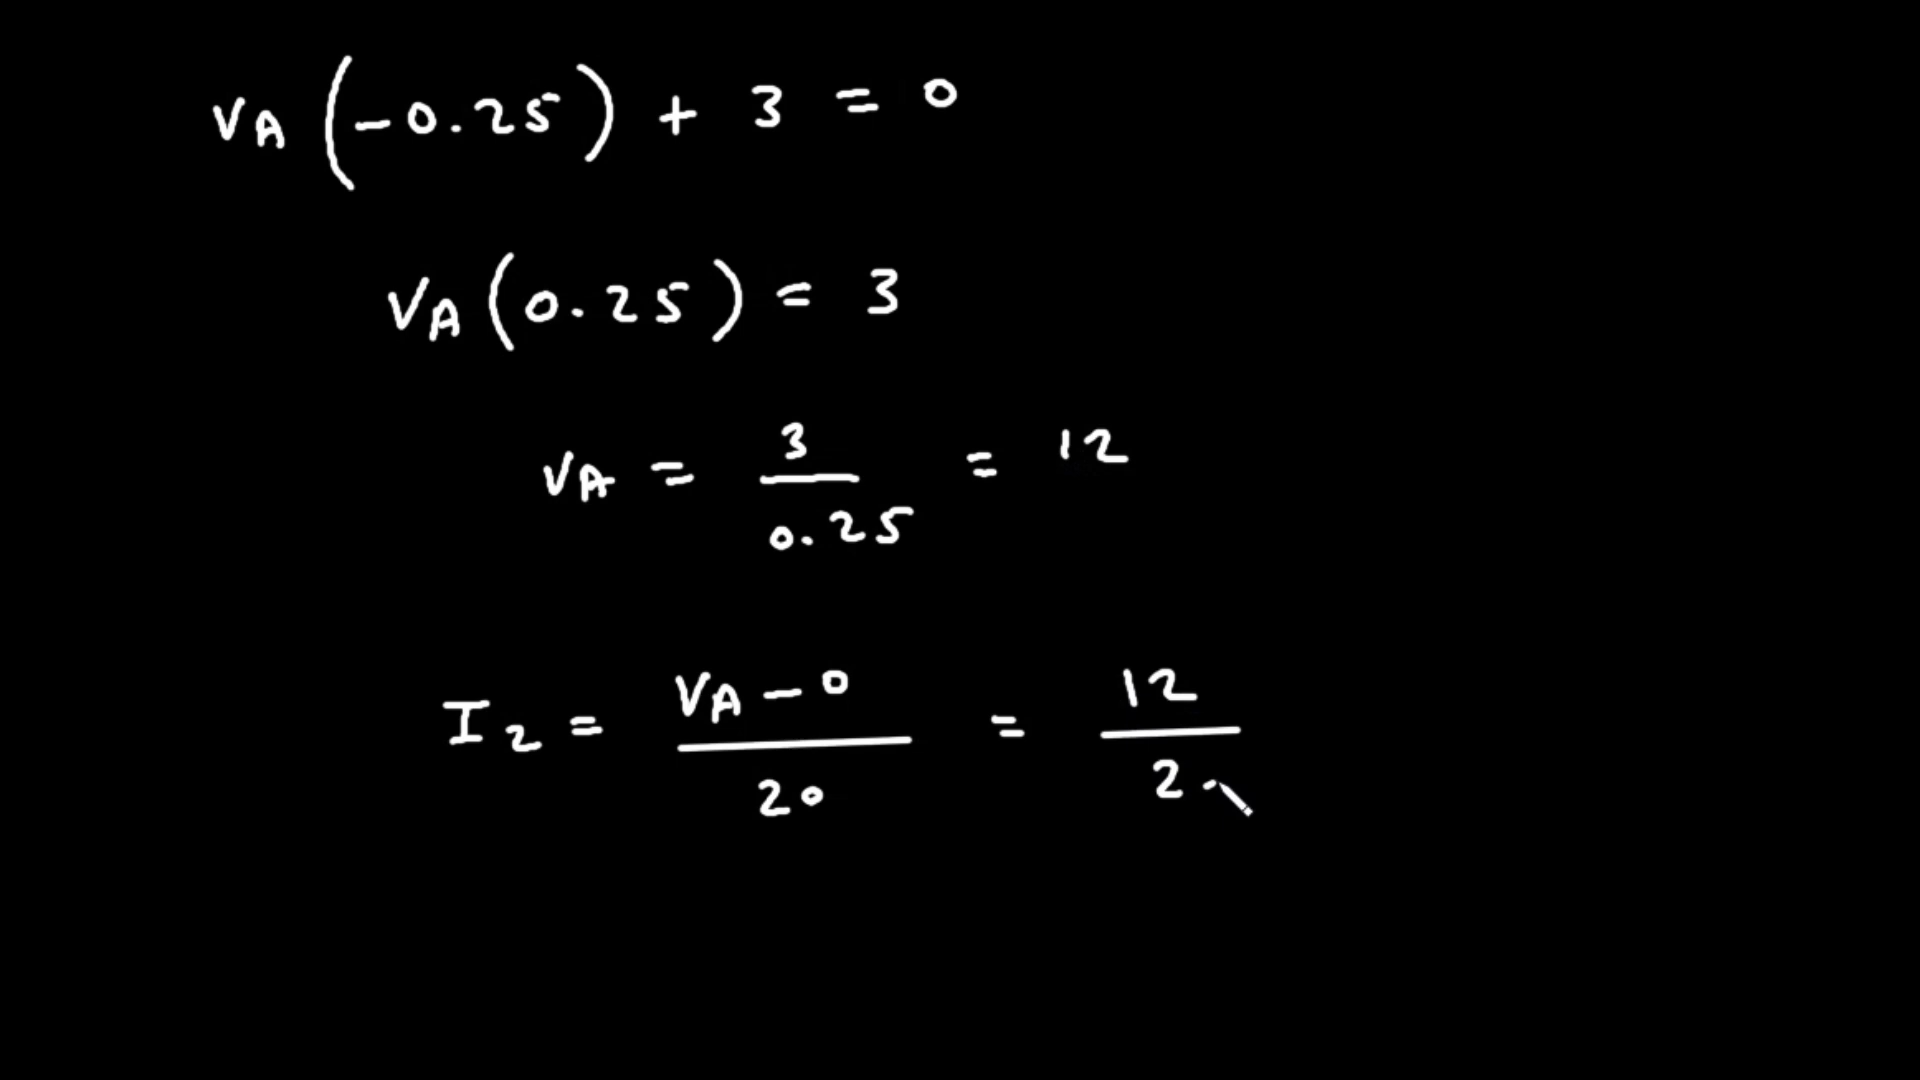 VA (-0.25) + 3 = 0
VA (0.25) = 3
VA = 3/0.25 = 12
I2 = VA - 0/20 = 12/2